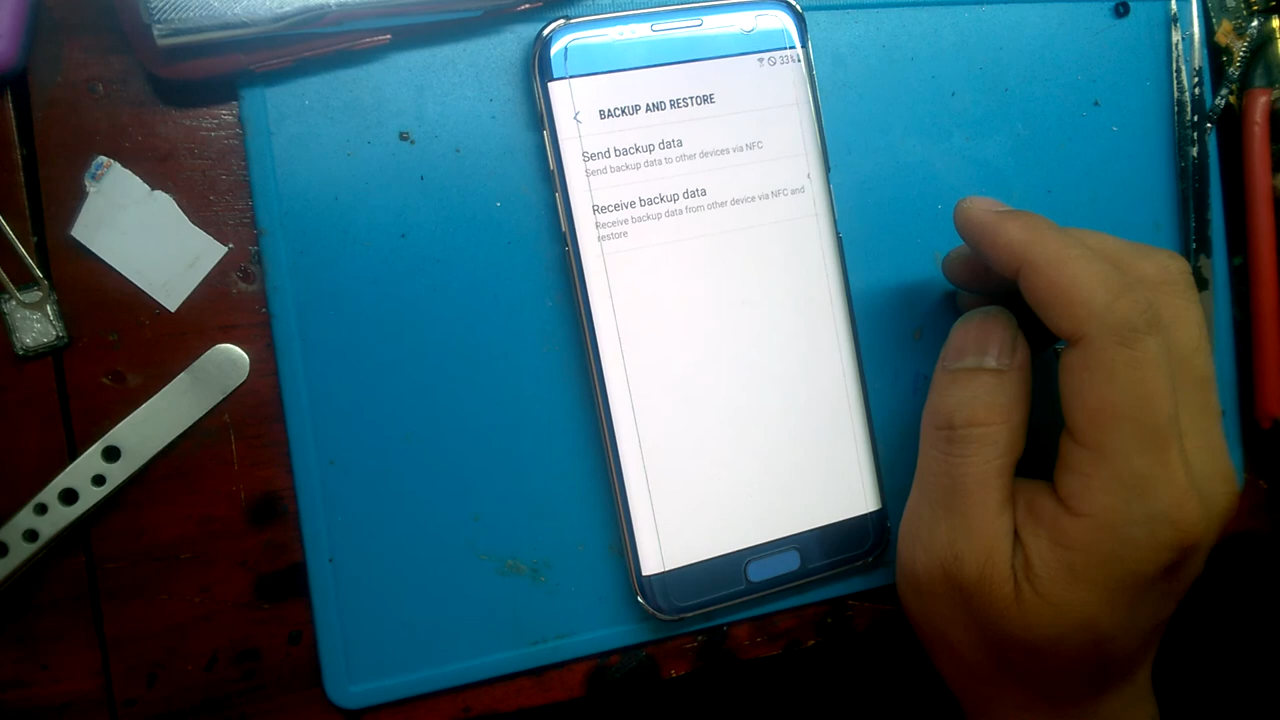 33%
BACKUP AND RESTORE
Send backup data
Send backup data to other devices via NFC
Receive backup data
Receive backup data from other device via NFC and
restore